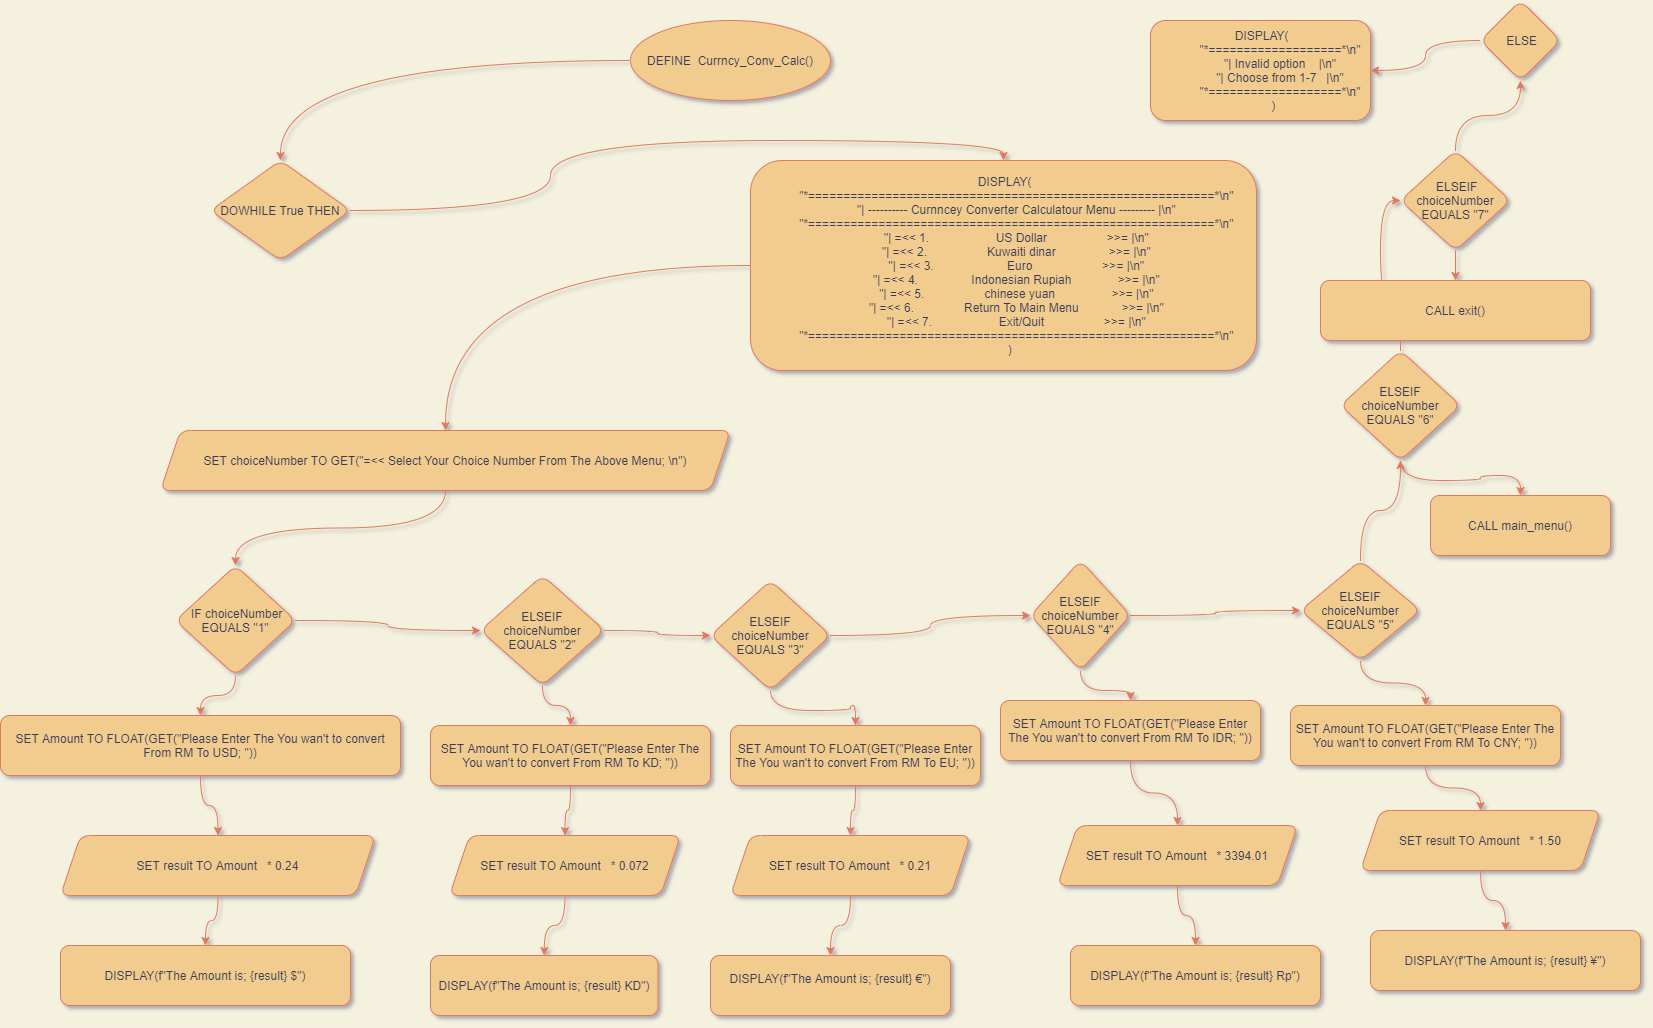 DEFINE  Currncy_Conv_Calc()
DOWHILE True THEN
DISPLAY(
"*==========================================================*\n"
"| ---------- Curnncey Converter Calculatour Menu --------- |\n"
"*==========================================================*\n"
"| =<< 1. US Dollar >>= |\n"
"| =<< 2. Kuwaiti dinar >>= |\n"
"| =<< 3. Euro >>= |\n"
"| =<< 4. Indonesian Rupiah >>= |\n"
"| =<< 5. chinese yuan >>= |\n"
"| =<< 6. Return To Main Menu >>= |\n"
"| =<< 7. Exit/Quit >>= |\n"
"*==========================================================*\n"
)
SET choiceNumber TO GET("=<< Select Your Choice Number From The Above Menu; \n")
IF choiceNumber
EQUALS "1"
SET Amount TO FLOAT(GET("Please Enter The You wan't to convert
From RM To USD; "))
SET result TO Amount   * 0.24
DISPLAY(f"The Amount is; {result} $")
ELSEIF
choiceNumber
EQUALS "2"
SET Amount TO FLOAT(GET("Please Enter The
You wan't to convert From RM To KD; "))
SET result TO Amount   * 0.072
DISPLAY(f"The Amount is; {result} KD")
ELSEIF
choiceNumber
EQUALS "3"
SET Amount TO FLOAT(GET("Please Enter
The You wan't to convert From RM To EU; "))
SET result TO Amount   * 0.21
DISPLAY(f"The Amount is; {result} €")
ELSEIF
choiceNumber
EQUALS "4"
SET Amount TO FLOAT(GET("Please Enter
The You wan't to convert From RM To IDR; "))
SET result TO Amount   * 3394.01
DISPLAY(f"The Amount is; {result} Rp")
ELSEIF
choiceNumber
EQUALS "5"
SET Amount TO FLOAT(GET("Please Enter The
You wan't to convert From RM To CNY; "))
SET result TO Amount   * 1.50
DISPLAY(f"The Amount is; {result} ¥")
ELSEIF
choiceNumber
EQUALS "6"
CALL main_menu()
ELSEIF
choiceNumber
EQUALS "7"
CALL exit()
ELSE
DISPLAY(
"*===================*\n"
"| Invalid option    |\n"
"| Choose from 1-7   |\n"
"*===================*\n"
)